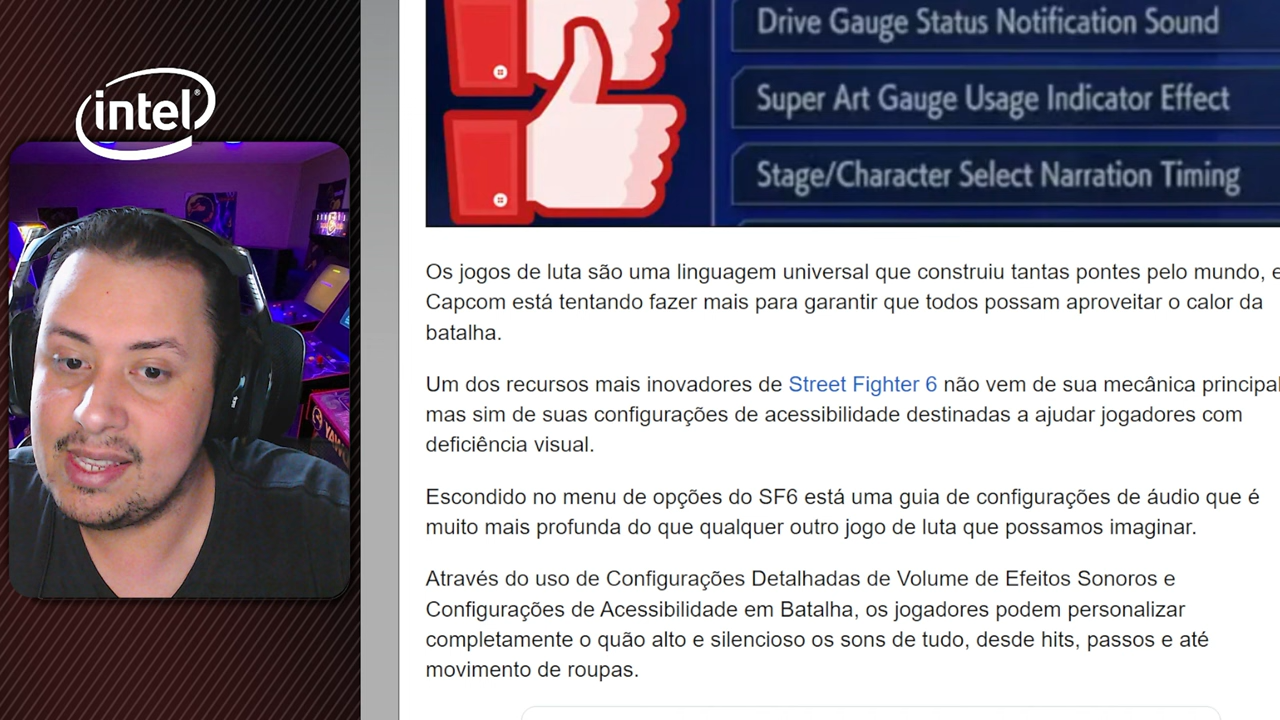 intel
Drive Gauge Status Notification Sound
Super Art Gauge Usage Indicator Effect
Stage/Character Select Narration Timing
Os jogos de luta são uma linguagem universal que construiu tantas pontes pelo mundo, e
Capcom está tentando fazer mais para garantir que todos possam aproveitar o calor da
batalha.
Um dos recursos mais inovadores de Street Fighter 6 não vem de sua mecânica principal
mas sim de suas configurações de acessibilidade destinadas a ajudar jogadores com
deficiência visual.
Escondido no menu de opções do SF6 está uma guia de configurações de áudio que é
muito mais profunda do que qualquer outro jogo de luta que possamos imaginar.
Através do uso de Configurações Detalhadas de Volume de Efeitos Sonoros e
Configurações de Acessibilidade em Batalha, os jogadores podem personalizar
completamente o quão alto e silencioso os sons de tudo, desde hits, passos e até
movimento de roupas.